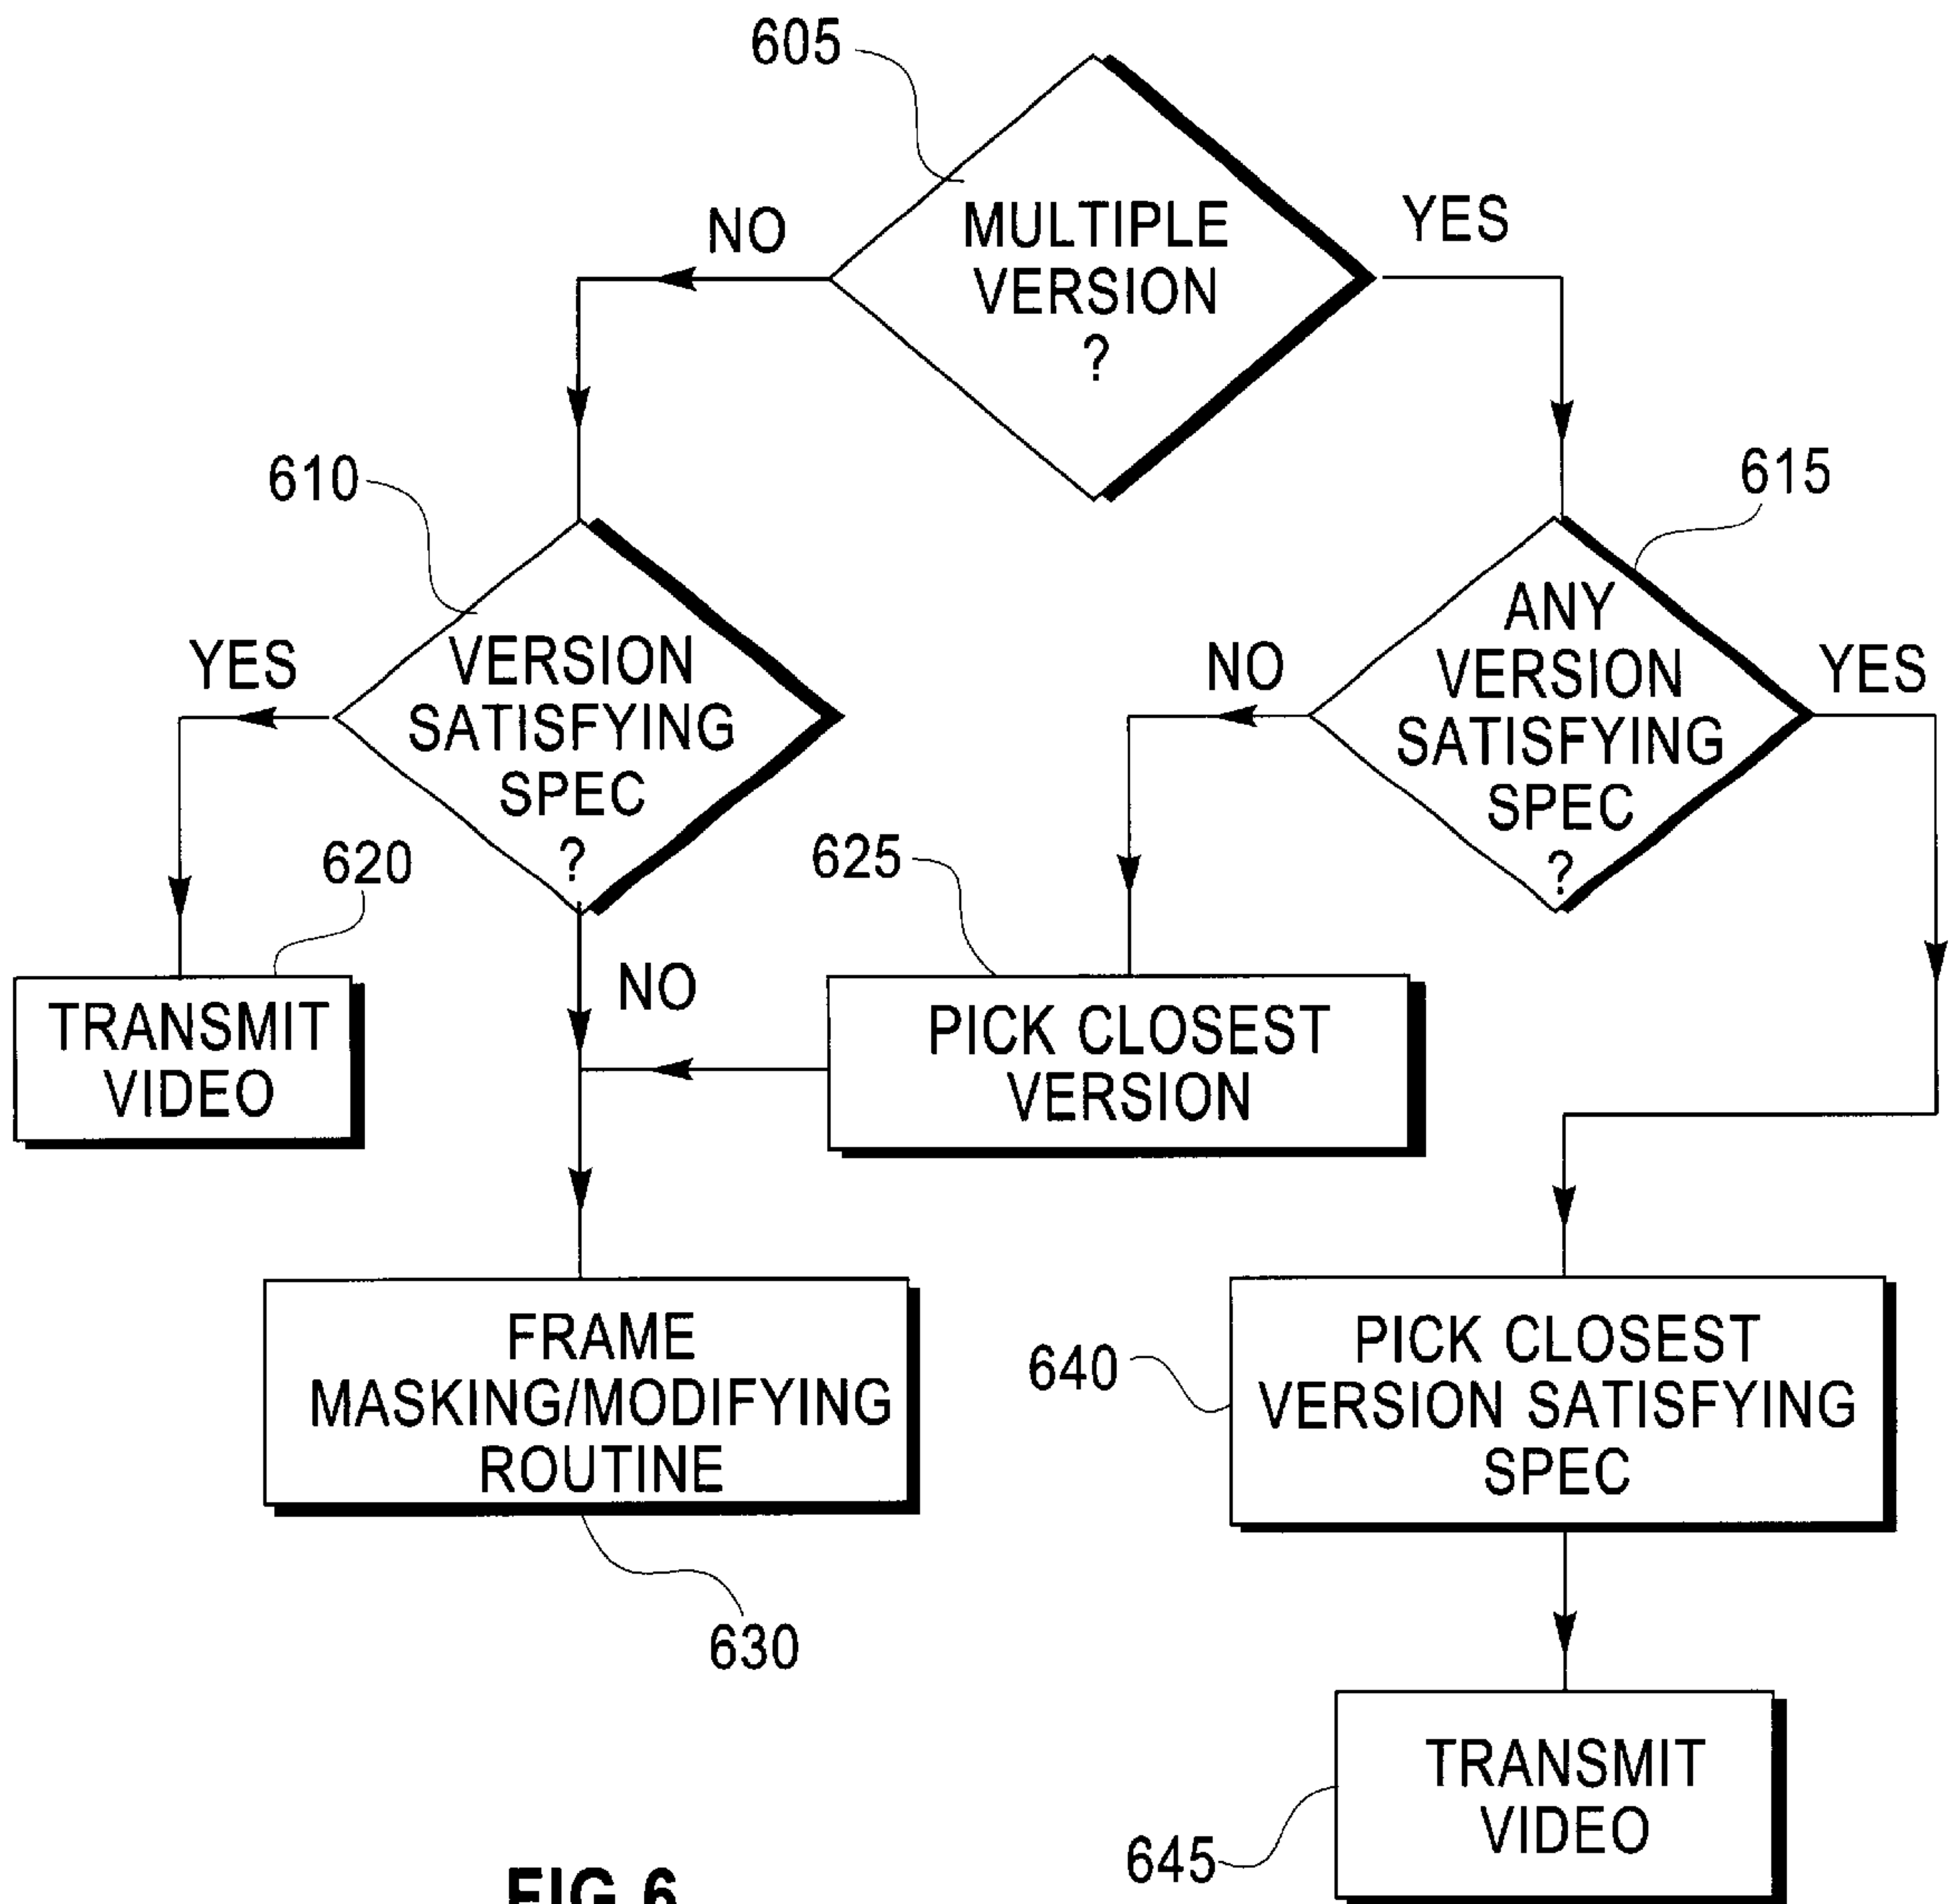 605
MULTIPLE
VERSION
?
NO
YES
610
615
VERSION
SATISFYING
SPEC
?
YES
ANY
VERSION
SATISFYING
SPEC
?
NO
YES
620
625
TRANSMIT
VIDEO
NO
PICK CLOSEST
VERSION
FRAME
MASKING/MODIFYING
ROUTINE
630
640
PICK CLOSEST
VERSION SATISFYING
SPEC
TRANSMIT
VIDEO
645
FIG.6